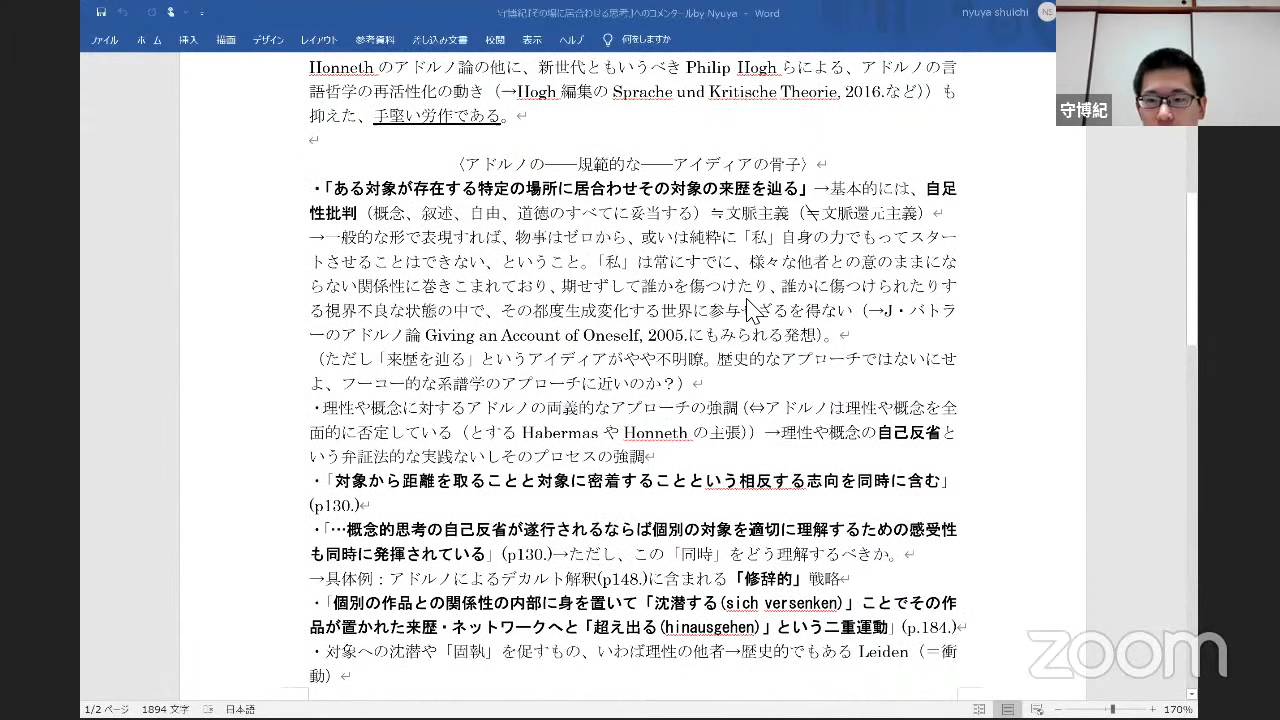 守博紀『その場に居合わせる思考』へのコメンタールby Nyuya - Word
nyuya shuichi
NS
ファイル ホーム 挿入 描画 デザイン レイアウト 参考資料 差し込み文書 校閲 表示 ヘルプ 何をしますか
守博紀
Honneth のアドルノ論の他に、新世代ともいうべき Philip Hogh らによる、アドルノの言
語哲学の再活性化の動き（→Hogh 編集の Sprache und Kritische Theorie, 2016.など））も
抑えた、手堅い労作である。
〈アドルノの――規範的な――アイディアの骨子〉
・「ある対象が存在する特定の場所に居合わせその対象の来歴を辿る」→基本的には、自足
性批判（概念、叙述、自由、道徳のすべてに妥当する）≒文脈主義（≒文脈還元主義）
→一般的な形で表現すれば、物事はゼロから、或いは純粋に「私」自身の力でもってスター
トさせることはできない、ということ。「私」は常にすでに、様々な他者との意のままにな
らない関係性に巻きこまれており、期せずして誰かを傷つけたり、誰かに傷つけられたりす
る視界不良な状態の中で、その都度生成変化する世界に参与せざるを得ない（→J・バトラ
ーのアドルノ論 Giving an Account of Oneself, 2005.にもみられる発想）。
（ただし「来歴を辿る」というアイディアがやや不明瞭。歴史的なアプローチではないにせ
よ、フーコー的な系譜学のアプローチに近いのか？）
・理性や概念に対するアドルノの両義的なアプローチの強調（⇔アドルノは理性や概念を全
面的に否定している（とする Habermas や Honneth の主張））→理性や概念の自己反省と
いう弁証法的な実践ないしそのプロセスの強調
・「対象から距離を取ることと対象に密着することという相反する志向を同時に含む」
(p130.)
・「…概念的思考の自己反省が遂行されるならば個別の対象を適切に理解するための感受性
も同時に発揮されている」(p130.)→ただし、この「同時」をどう理解するべきか。
→具体例：アドルノによるデカルト解釈(p148.)に含まれる「修辞的」戦略
・「個別の作品との関係性の内部に身を置いて「沈潜する(sich versenken)」ことでその作
品が置かれた来歴・ネットワークへと「超え出る(hinausgehen)」という二重運動」(p.184.)
・対象への沈潜や「固執」を促すもの、いわば理性の他者→歴史的でもある Leiden（＝衝
動）
zoom
1/2 ページ 1894 文字 日本語 170%